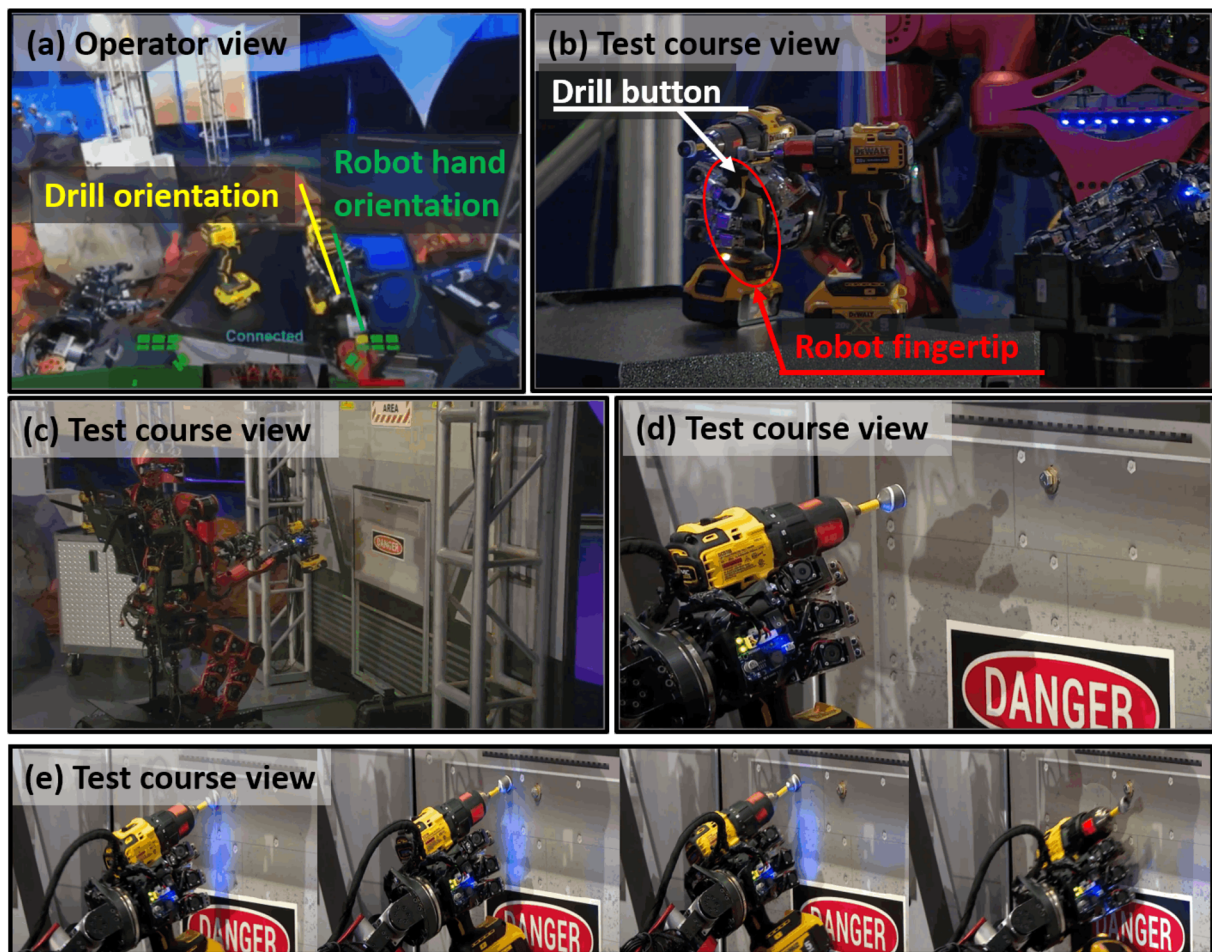 (a) Operator view
Robot hand
orientation
Drill orientation
Connected
(b) Test course view
Drill button
DEWALT
Robot fingertip
(c) Test course view
AREA
DANGER
(d) Test course view
DANGER
(e) Test course view
DANGER
DANGER
DANGER
DANGER